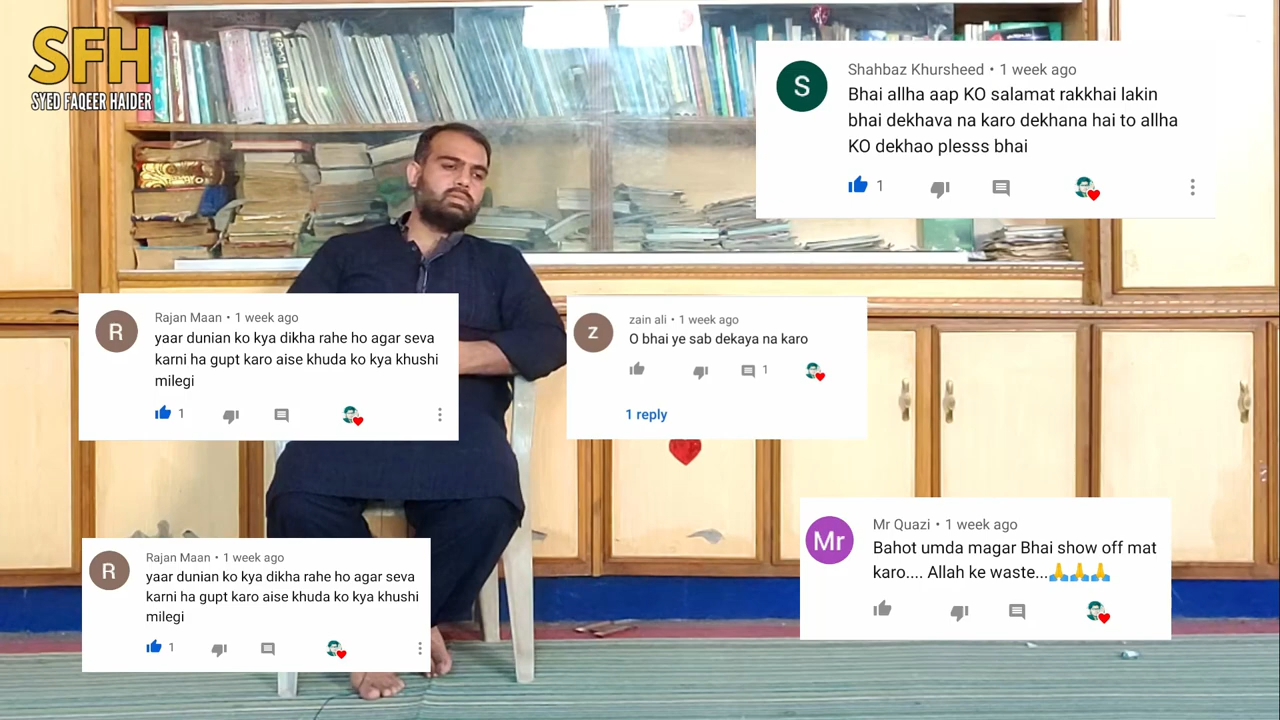 SFH
SYED FAQEER HAIDER
S
Shahbaz Khursheed • 1 week ago
Bhai allha aap KO salamat rakkhai lakin
bhai dekhava na karo dekhana hai to allha
KO dekhao plesss bhai
1
R
Rajan Maan • 1 week ago
yaar dunian ko kya dikha rahe ho agar seva
karni ha gupt karo aise khuda ko kya khushi
milegi
1
z
zain ali • 1 week ago
O bhai ye sab dekaya na karo
1
1 reply
Mr
Mr Quazi • 1 week ago
Bahot umda magar Bhai show off mat
karo.... Allah ke waste...🙏🙏🙏
R
Rajan Maan • 1 week ago
yaar dunian ko kya dikha rahe ho agar seva
karni ha gupt karo aise khuda ko kya khushi
milegi
1